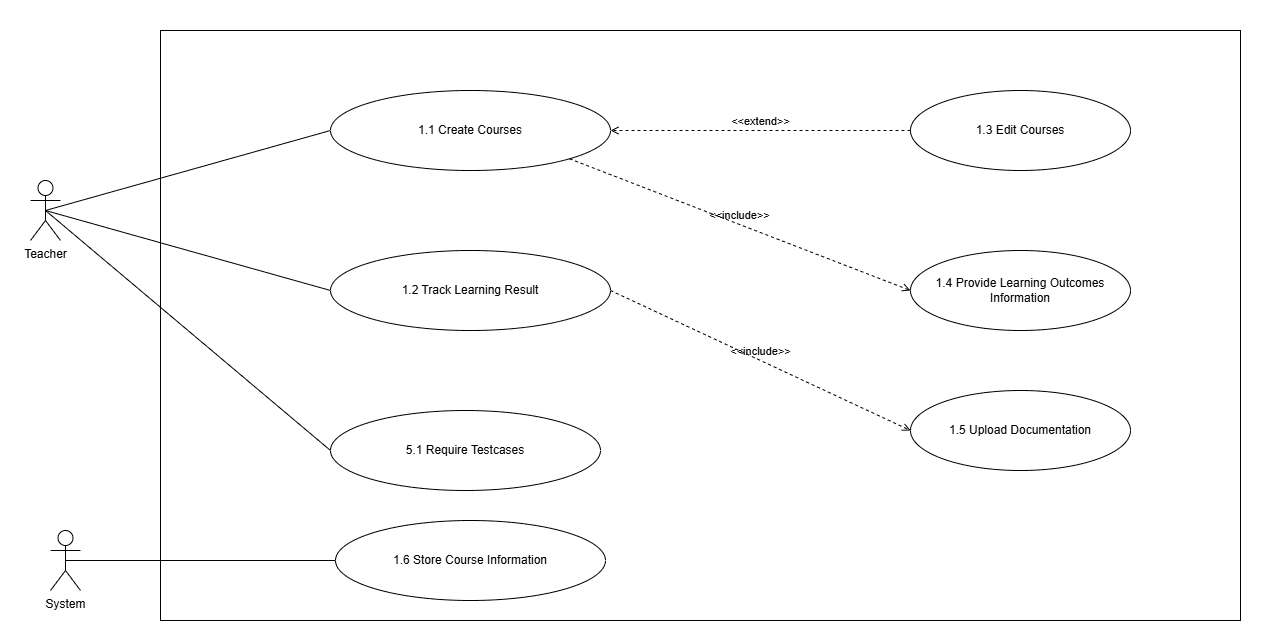 1.1 Create Courses
<<extend>>
1.3 Edit Courses
<<include>>
Teacher
1.2 Track Learning Result
1.4 Provide Learning Outcomes
Information
<<include>>
1.5 Upload Documentation
5.1 Require Testcases
1.6 Store Course Information
System